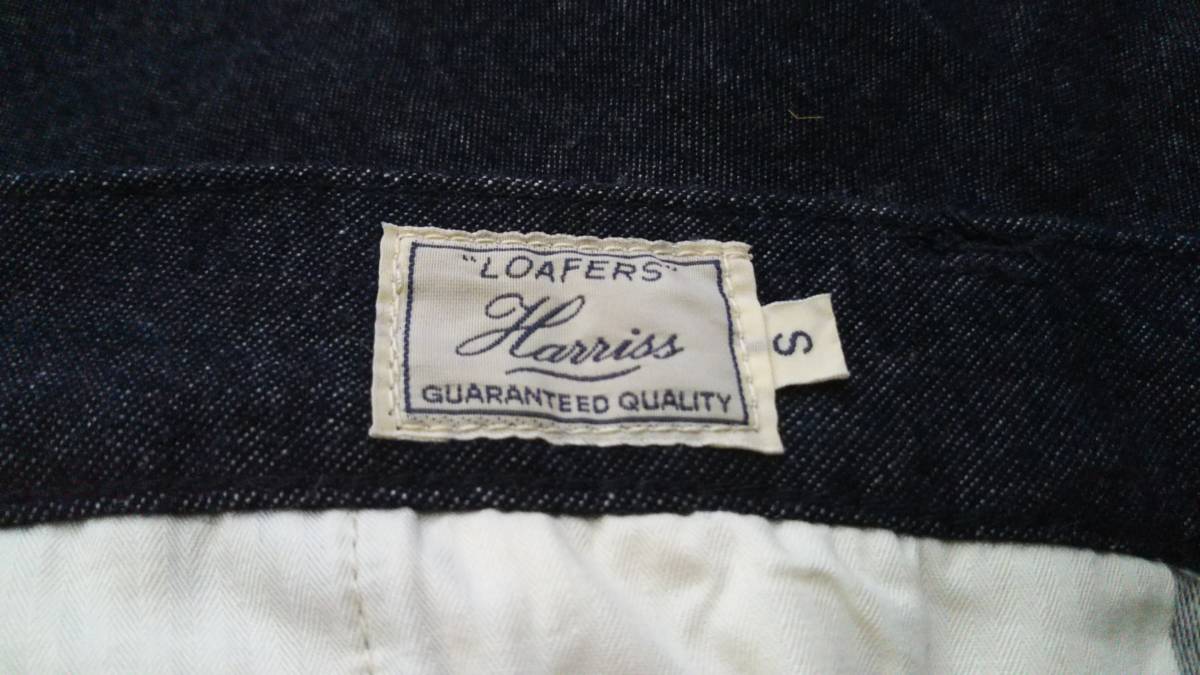 "LOAFERS"
Harriss
GUARANTEED QUALITY
S